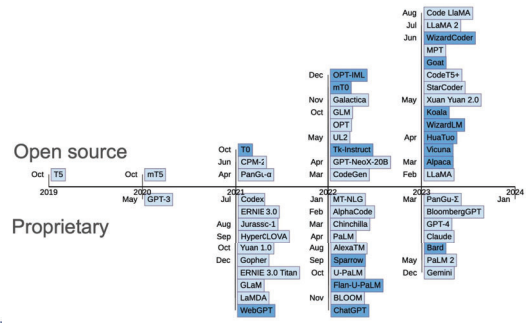 Aug Code LlaMA
Jul LLaMA 2
Jun WizardCoder
MPT
Goat
Dec OPT-IML CodeT5+
mT0 StarCoder
Nov Galactica May Xuan Yuan 2.0
Oct GLM Koala
OPT WizardLM
May UL2 Apr HuaTuo
Oct T0 Tk-Instruct Vicuna
Open source
Jun CPM-2 Apr GPT-NeoX-20B Mar Alpaca
Oct T5 Oct mT5 Apr PanGu-α Mar CodeGen Feb LLaMA
2019 2020 2021 2022 2023 2024
May GPT-3 Jul Codex Jan MT-NLG Mar PanGu-Σ Jan
ERNIE 3.0 Feb AlphaCode BloombergGPT
Proprietary
Aug Jurassc-1 Mar Chinchilla GPT-4
Sep HyperCLOVA Apr PaLM Claude
Oct Yuan 1.0 Aug AlexaTM Bard
Dec Gopher Sep Sparrow May PaLM 2
ERNIE 3.0 Titan Oct U-PaLM Dec Gemini
GLaM Flan-U-PaLM
LaMDA Nov BLOOM
WebGPT ChatGPT